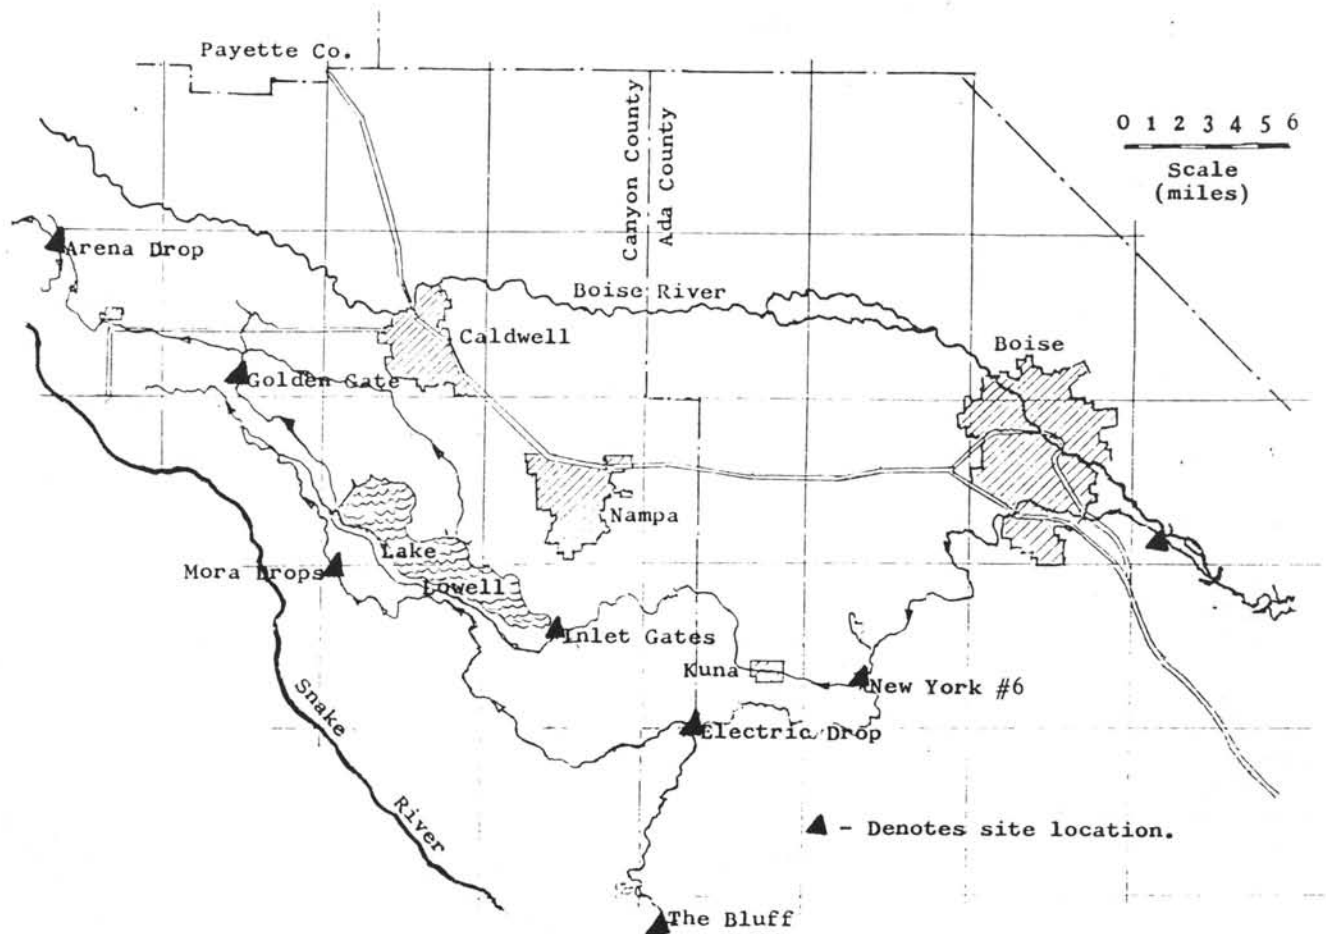 Payette Co.
Canyon County
Ada County
0 1 2 3 4 5 6
Scale
(miles)
Arena Drop
Boise River
Caldwell
Boise
Golden Gate
Nampa
Lake
Lowell
Mora Drops
Inlet Gates
Kuna
New York #6
Snake
River
Electric Drop
▲ - Denotes site location.
The Bluff